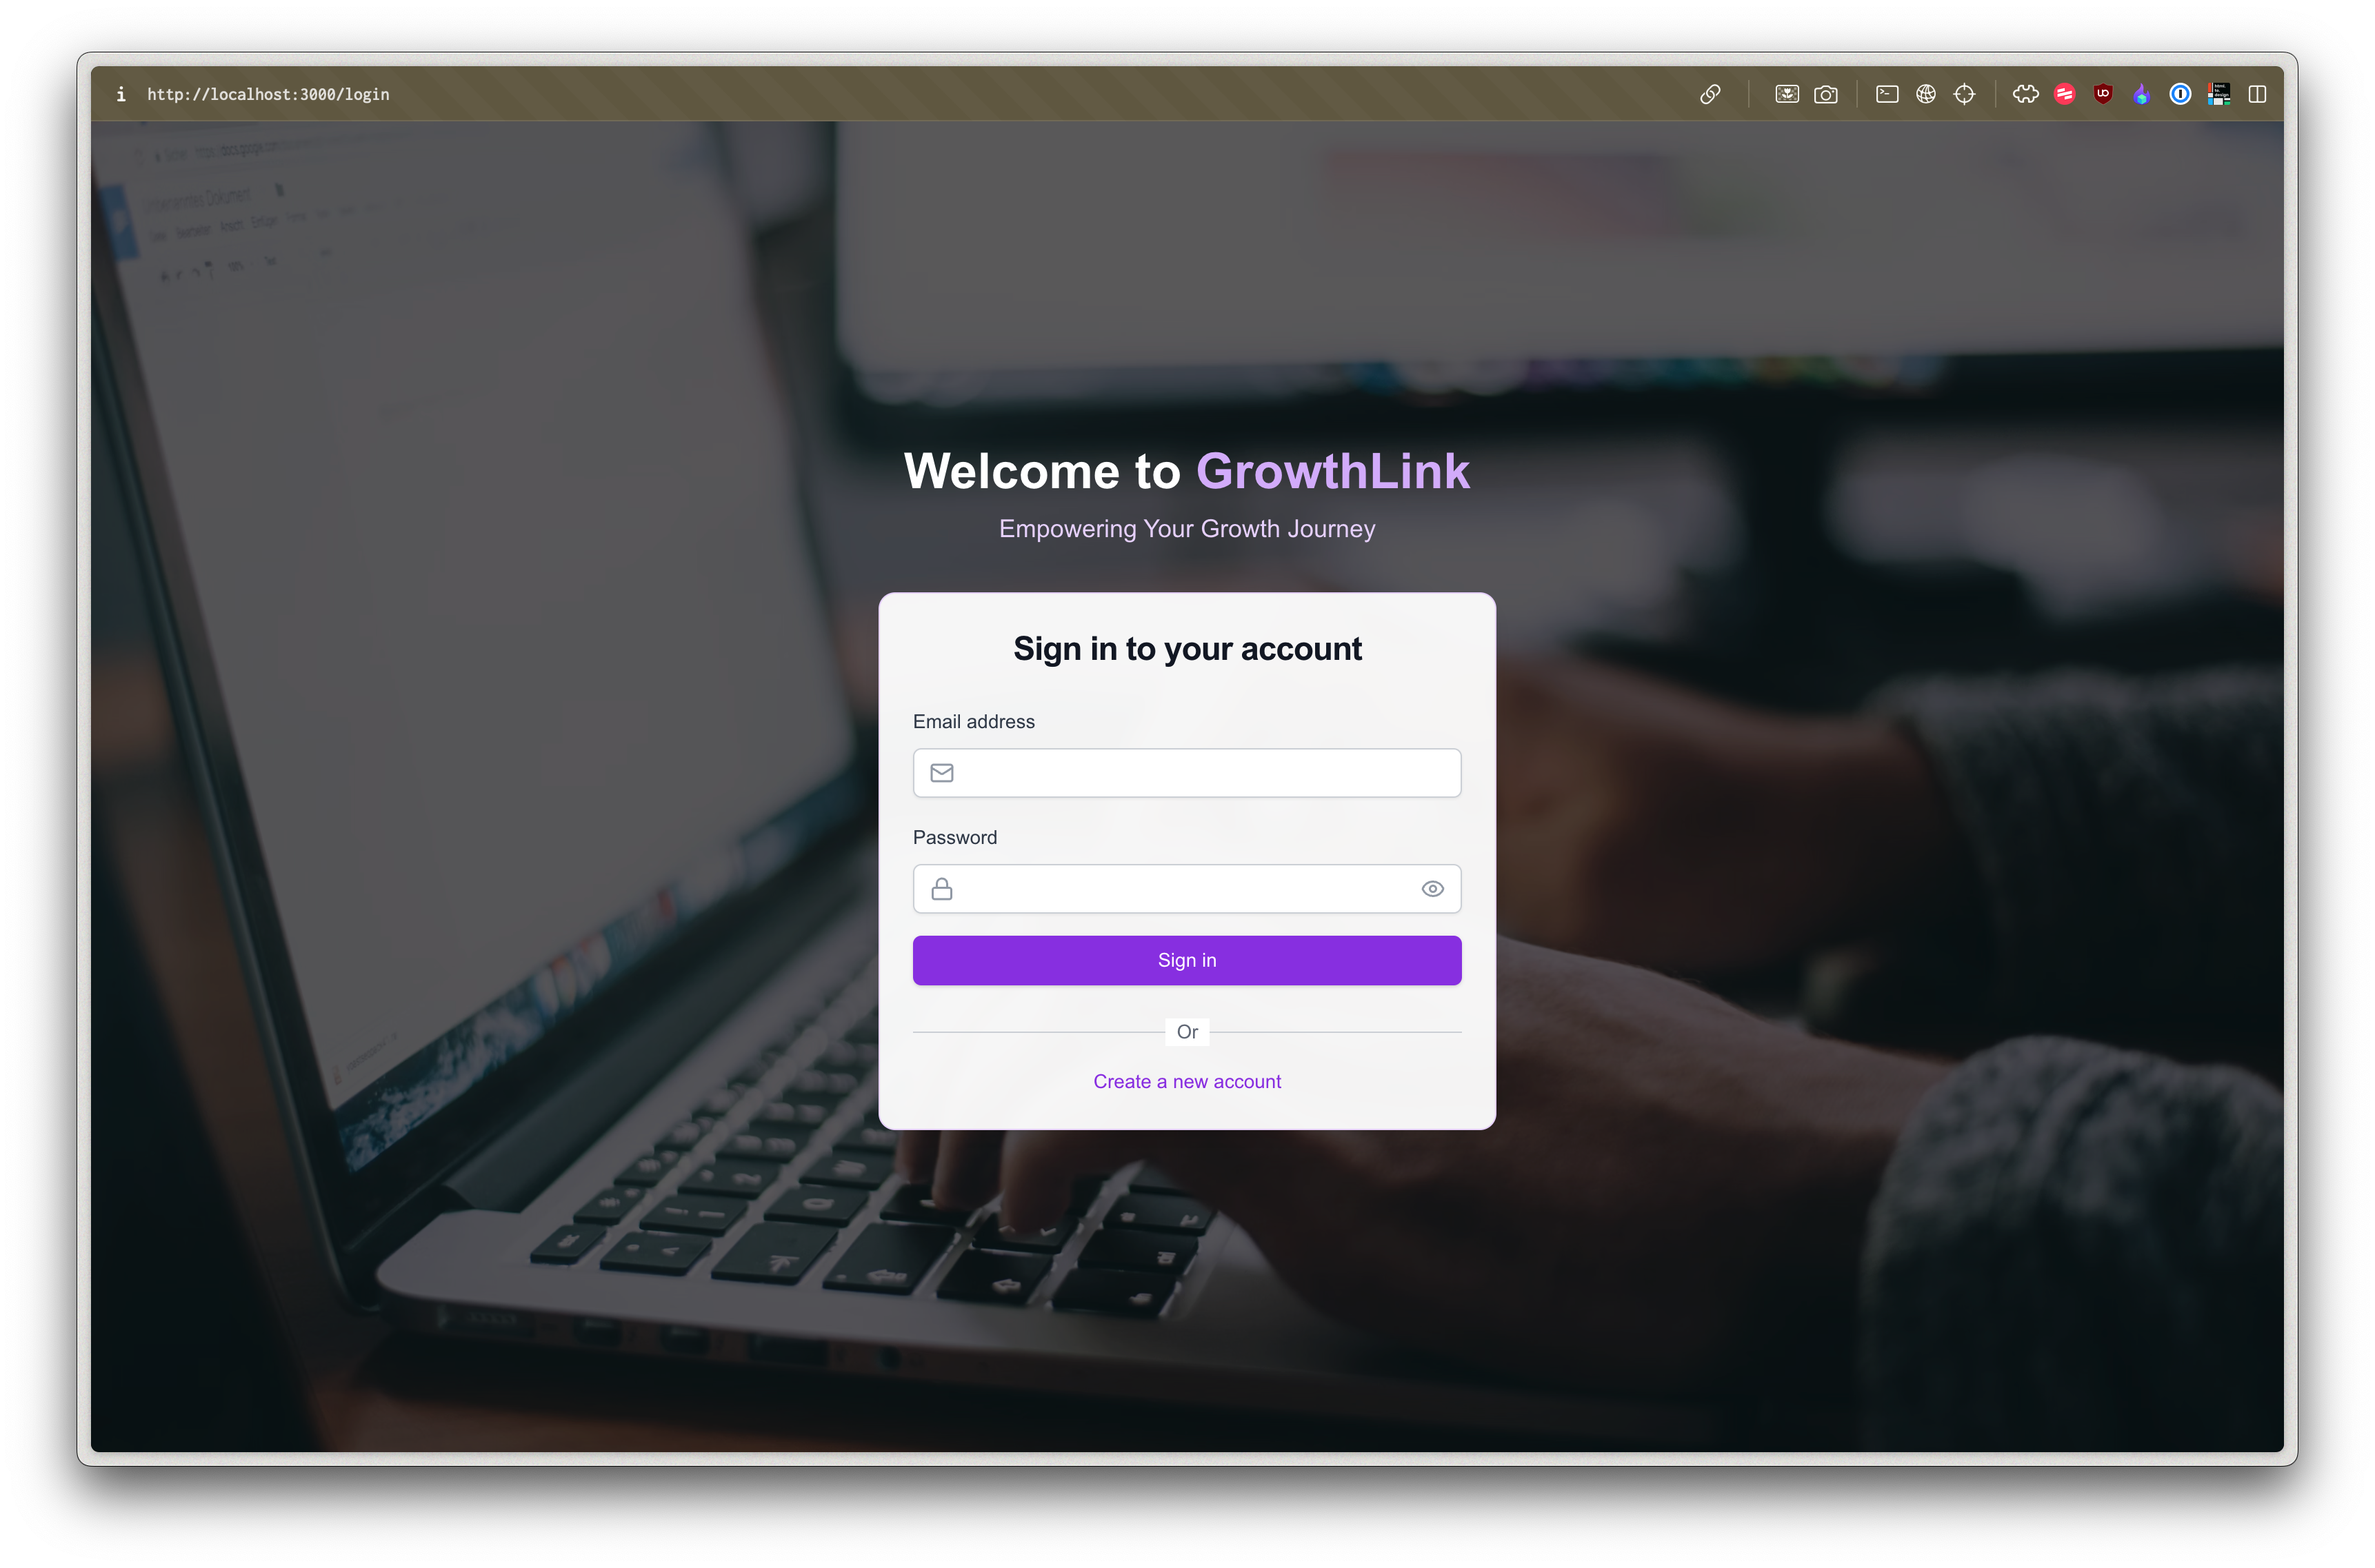 http://localhost:3000/login
Welcome to GrowthLink
Empowering Your Growth Journey
Sign in to your account
Email address
Password
Sign in
Or
Create a new account